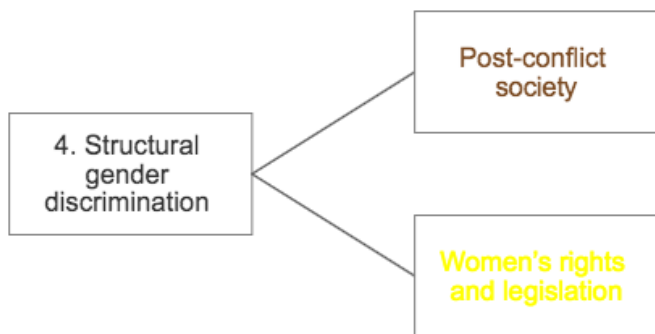 Post-conflict
society
4. Structural
gender
discrimination
Women's rights
and legislation